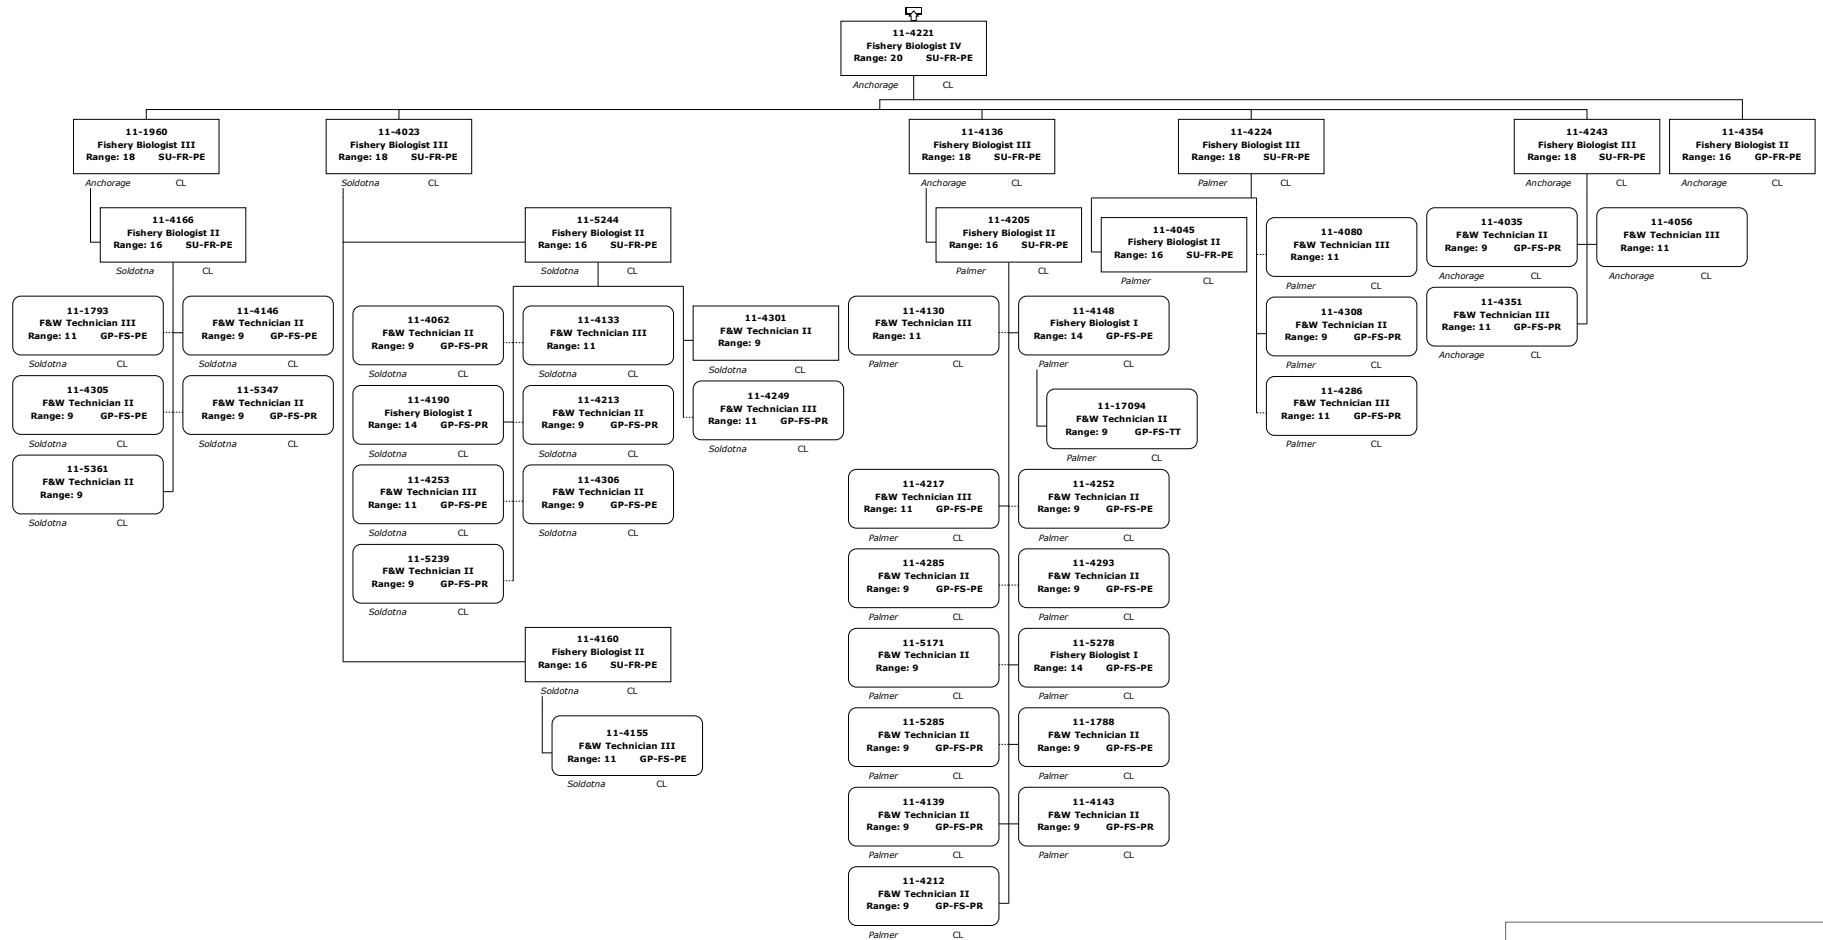 11-4221
Fishery Biologist IV
Range: 20 SU-FR-PE
Anchorage CL
11-1960
Fishery Biologist III
Range: 18 SU-FR-PE
Anchorage CL
11-4166
Fishery Biologist II
Range: 16 SU-FR-PE
Soldotna CL
11-1793
F&W Technician III
Range: 11 GP-FS-PE
Soldotna CL
11-4146
F&W Technician II
Range: 9 GP-FS-PE
Soldotna CL
11-4305
F&W Technician II
Range: 9 GP-FS-PE
Soldotna CL
11-5347
F&W Technician II
Range: 9 GP-FS-PR
Soldotna CL
11-5361
F&W Technician II
Range: 9
Soldotna CL
11-4023
Fishery Biologist III
Range: 18 SU-FR-PE
Soldotna CL
11-5244
Fishery Biologist II
Range: 16 SU-FR-PE
Soldotna CL
11-4062
F&W Technician II
Range: 9 GP-FS-PR
Soldotna CL
11-4133
F&W Technician III
Range: 11
Soldotna CL
11-4301
F&W Technician II
Range: 9
Soldotna CL
11-4190
Fishery Biologist I
Range: 14 GP-FS-PR
Soldotna CL
11-4213
F&W Technician II
Range: 9 GP-FS-PR
Soldotna CL
11-4249
F&W Technician III
Range: 11 GP-FS-PR
Soldotna CL
11-4253
F&W Technician III
Range: 11 GP-FS-PE
Soldotna CL
11-4306
F&W Technician II
Range: 9 GP-FS-PE
Soldotna CL
11-5239
F&W Technician II
Range: 9 GP-FS-PR
Soldotna CL
11-4160
Fishery Biologist II
Range: 16 SU-FR-PE
Soldotna CL
11-4155
F&W Technician III
Range: 11 GP-FS-PE
Soldotna CL
11-4136
Fishery Biologist III
Range: 18 SU-FR-PE
Anchorage CL
11-4205
Fishery Biologist II
Range: 16 SU-FR-PE
Palmer CL
11-4130
F&W Technician III
Range: 11
Palmer CL
11-4148
Fishery Biologist I
Range: 14 GP-FS-PE
Palmer CL
11-17094
F&W Technician II
Range: 9 GP-FS-TT
Palmer CL
11-4217
F&W Technician III
Range: 11 GP-FS-PE
Palmer CL
11-4252
F&W Technician II
Range: 9 GP-FS-PE
Palmer CL
11-4285
F&W Technician II
Range: 9 GP-FS-PE
Palmer CL
11-4293
F&W Technician II
Range: 9 GP-FS-PE
Palmer CL
11-5171
F&W Technician II
Range: 9
Palmer CL
11-5278
Fishery Biologist I
Range: 14 GP-FS-PE
Palmer CL
11-5285
F&W Technician II
Range: 9 GP-FS-PR
Palmer CL
11-1788
F&W Technician II
Range: 9 GP-FS-PE
Palmer CL
11-4139
F&W Technician II
Range: 9 GP-FS-PR
Palmer CL
11-4143
F&W Technician II
Range: 9 GP-FS-PR
Palmer CL
11-4212
F&W Technician II
Range: 9 GP-FS-PR
Palmer CL
11-4224
Fishery Biologist III
Range: 18 SU-FR-PE
Palmer CL
11-4045
Fishery Biologist II
Range: 16 SU-FR-PE
Palmer CL
11-4080
F&W Technician III
Range: 11
Palmer CL
11-4308
F&W Technician II
Range: 9 GP-FS-PR
Palmer CL
11-4286
F&W Technician III
Range: 11 GP-FS-PR
Palmer CL
11-4243
Fishery Biologist III
Range: 18 SU-FR-PE
Anchorage CL
11-4035
F&W Technician II
Range: 9 GP-FS-PR
Anchorage CL
11-4056
F&W Technician III
Range: 11
Anchorage CL
11-4351
F&W Technician III
Range: 11 GP-FS-PR
Anchorage CL
11-4354
Fishery Biologist II
Range: 16 GP-FR-PE
Anchorage CL